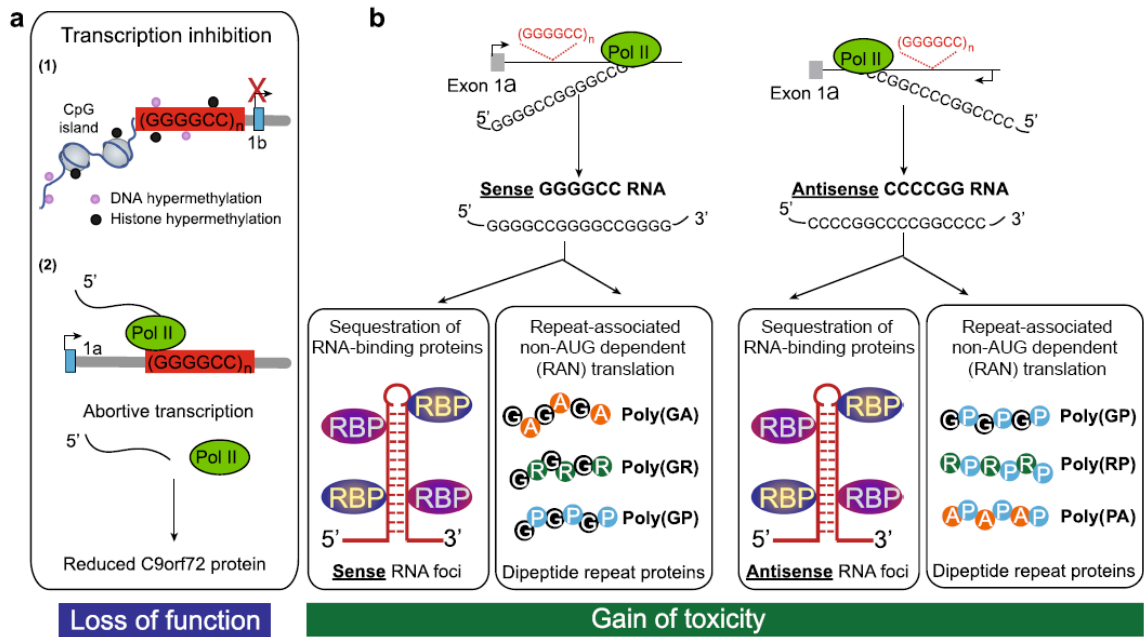 a
Transcription inhibition
(1)
CpG
island
(GGGGCC)n
X
1b
DNA hypermethylation
Histone hypermethylation
(2)
5’
Pol II
1a
(GGGGCC)n
Abortive transcription
5’
Pol II
Reduced C9orf72 protein
Loss of function
b
(GGGGCC)n
Pol II
Exon 1a
5’
GGGGCCGGGGCCG
Sense GGGGCC RNA
5’
GGGGCCGGGGCCGGGG
3’
(GGGGCC)n
Pol II
Exon 1a
CCGGCCCCGGCCCC
5’
Antisense CCCCGG RNA
5’
CCCCGGCCCCGGCCCC
3’
Sequestration of
RNA-binding proteins
RBP
RBP
RBP
RBP
5’
3’
Sense RNA foci
Repeat-associated
non-AUG dependent
(RAN) translation
G A G A G A Poly(GA)
G R G R G R Poly(GR)
G P G P G P Poly(GP)
Dipeptide repeat proteins
Sequestration of
RNA-binding proteins
RBP
RBP
RBP
RBP
5’
3’
Antisense RNA foci
Repeat-associated
non-AUG dependent
(RAN) translation
G P G P G P Poly(GP)
R P R P R P Poly(RP)
A P A P A P Poly(PA)
Dipeptide repeat proteins
Gain of toxicity